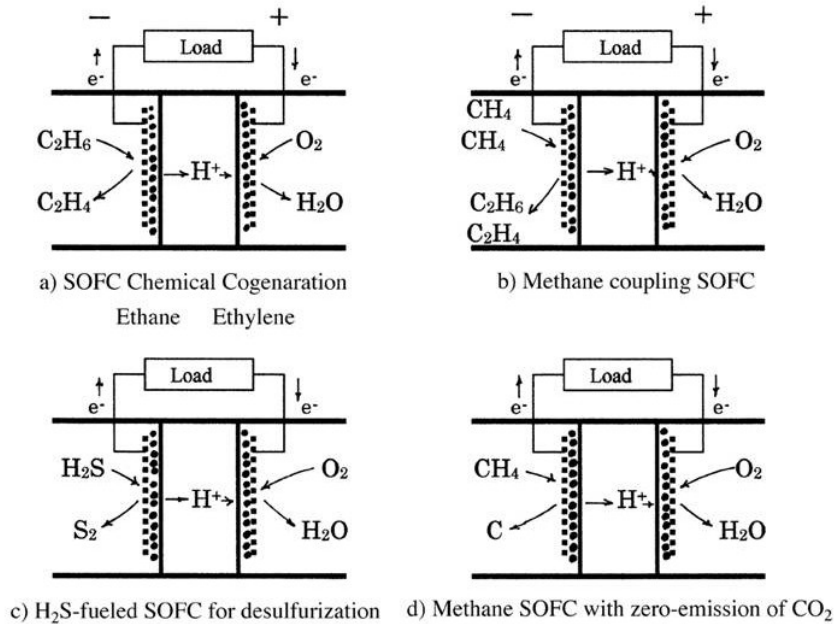 − +
Load
e⁻ e⁻
C₂H₆ O₂
H⁺
C₂H₄ H₂O
a) SOFC Chemical Cogenaration
Ethane Ethylene
− +
Load
e⁻ e⁻
CH₄
CH₄ O₂
H⁺
C₂H₆ H₂O
C₂H₄
b) Methane coupling SOFC
Load
e⁻ e⁻
H₂S O₂
H⁺
S₂ H₂O
c) H₂S-fueled SOFC for desulfurization
Load
e⁻ e⁻
CH₄ O₂
H⁺
C H₂O
d) Methane SOFC with zero-emission of CO₂